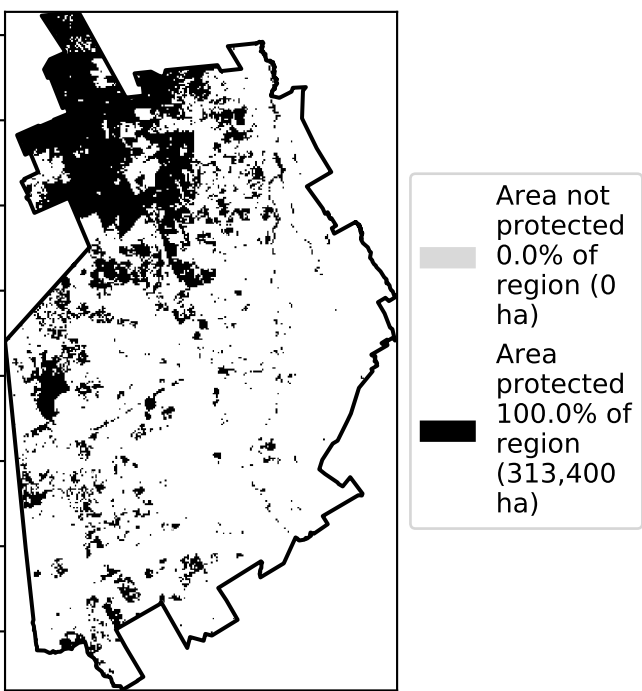 Area not
protected
0.0% of
region (0
ha)
Area
protected
100.0% of
region
(313,400
ha)